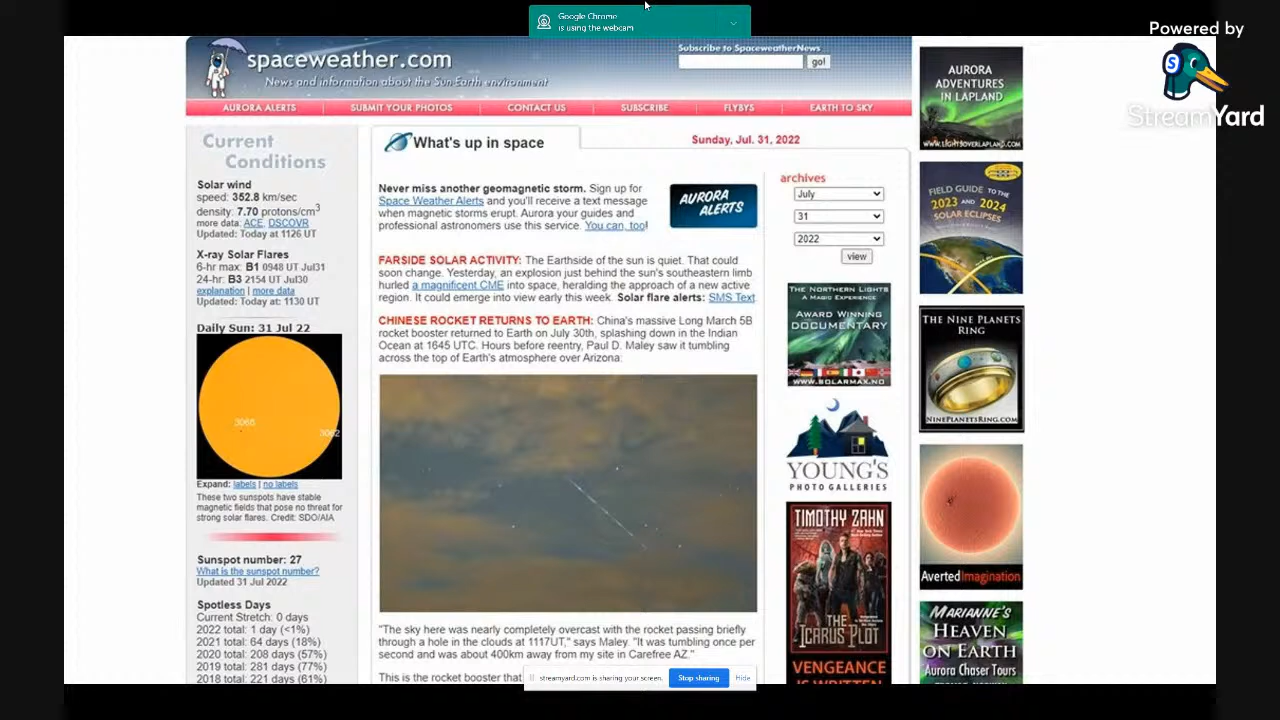 Google Chrome
is using the webcam
Powered by
StreamYard
spaceweather.com
News and information about the Sun Earth environment
Subscribe to SpaceweatherNews
go!
AURORA ALERTS
SUBMIT YOUR PHOTOS
CONTACT US
SUBSCRIBE
FLYBYS
EARTH TO SKY
Current
Conditions
Solar wind
speed: 352.8 km/sec
density: 7.70 protons/cm3
more data: ACE, DSCOVR
Updated: Today at 1126 UT
X-ray Solar Flares
6-hr max: B1 0948 UT Jul31
24-hr: B3 2154 UT Jul30
explanation | more data
Updated: Today at: 1130 UT
Daily Sun: 31 Jul 22
3062
Expand: labels | no labels
These two sunspots have stable
magnetic fields that pose no threat for
strong solar flares. Credit: SDO/AIA
Sunspot number: 27
What is the sunspot number?
Updated 31 Jul 2022
Spotless Days
Current Stretch: 0 days
2022 total: 1 day (<1%)
2021 total: 64 days (18%)
2020 total: 208 days (57%)
2019 total: 281 days (77%)
2018 total: 221 days (61%)
What's up in space
Sunday, Jul. 31, 2022
Never miss another geomagnetic storm. Sign up for
Space Weather Alerts and you'll receive a text message
when magnetic storms erupt. Aurora your guides and
professional astronomers use this service. You can, too!
AURORA
ALERTS
FARSIDE SOLAR ACTIVITY: The Earthside of the sun is quiet. That could
soon change. Yesterday, an explosion just behind the sun's southeastern limb
hurled a magnificent CME into space, heralding the approach of a new active
region. It could emerge into view early this week. Solar flare alerts: SMS Text
CHINESE ROCKET RETURNS TO EARTH: China's massive Long March 5B
rocket booster returned to Earth on July 30th, splashing down in the Indian
Ocean at 1645 UTC. Hours before reentry, Paul D. Maley saw it tumbling
across the top of Earth's atmosphere over Arizona:
"The sky here was nearly completely overcast with the rocket passing briefly
through a hole in the clouds at 1117UT," says Maley. "It was tumbling once per
second and was about 400km away from my site in Carefree AZ."
This is the rocket booster that
streamyard.com is sharing your screen.
Stop sharing
Hide
archives
July
31
2022
view
THE NORTHERN LIGHTS
A MAGIC EXPERIENCE
AWARD WINNING
DOCUMENTARY
WWW.SOLARMAX.NO
YOUNG'S
PHOTO GALLERIES
TIMOTHY ZAHN
THE
ICARUS PLOT
VENGEANCE
IS WRITTEN
AURORA
ADVENTURES
IN LAPLAND
WWW.LIGHTSOVERLAPLAND.COM
FIELD GUIDE TO THE
2023 AND 2024
SOLAR ECLIPSES
THE NINE PLANETS
RING
NINEPLANETSRING.COM
AvertedImagination
MARIANNE'S
HEAVEN
ON EARTH
Aurora Chaser Tours